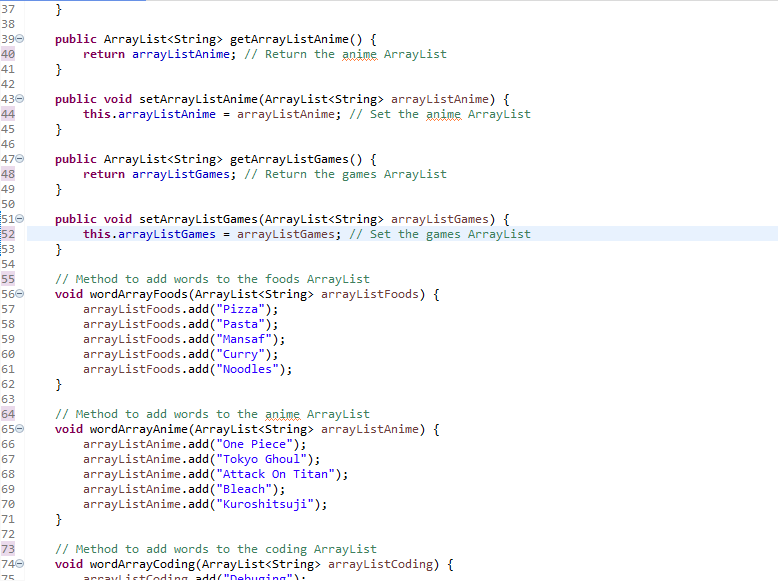 37 }
38
39 public ArrayList<String> getArrayListAnime() {
40 return arrayListAnime; // Return the anime ArrayList
41 }
42
43 public void setArrayListAnime(ArrayList<String> arrayListAnime) {
44 this.arrayListAnime = arrayListAnime; // Set the anime ArrayList
45 }
46
47 public ArrayList<String> getArrayListGames() {
48 return arrayListGames; // Return the games ArrayList
49 }
50
51 public void setArrayListGames(ArrayList<String> arrayListGames) {
52 this.arrayListGames = arrayListGames; // Set the games ArrayList
53 }
54
55 // Method to add words to the foods ArrayList
56 void wordArrayFoods(ArrayList<String> arrayListFoods) {
57 arrayListFoods.add("Pizza");
58 arrayListFoods.add("Pasta");
59 arrayListFoods.add("Mansaf");
60 arrayListFoods.add("Curry");
61 arrayListFoods.add("Noodles");
62 }
63
64 // Method to add words to the anime ArrayList
65 void wordArrayAnime(ArrayList<String> arrayListAnime) {
66 arrayListAnime.add("One Piece");
67 arrayListAnime.add("Tokyo Ghoul");
68 arrayListAnime.add("Attack On Titan");
69 arrayListAnime.add("Bleach");
70 arrayListAnime.add("Kuroshitsuji");
71 }
72
73 // Method to add words to the coding ArrayList
74 void wordArrayCoding(ArrayList<String> arrayListCoding) {
75 arrayListCoding.add("Debuging");